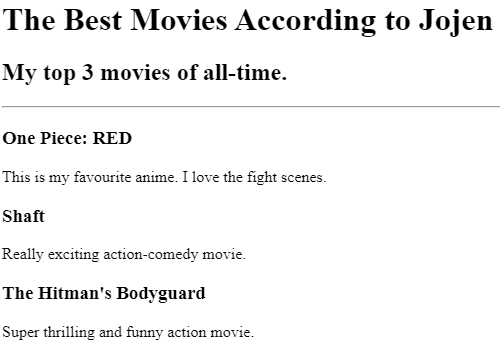 The Best Movies According to Jojen
My top 3 movies of all-time.
One Piece: RED
This is my favourite anime. I love the fight scenes.
Shaft
Really exciting action-comedy movie.
The Hitman's Bodyguard
Super thrilling and funny action movie.